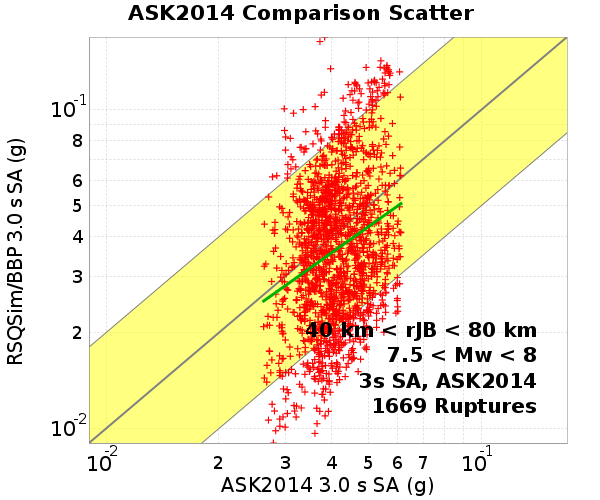 ASK2014 Comparison Scatter
RSQSim/BBP 3.0 s SA (g)
10-1
8
6
5
4
3
2
10-2
40 km < rJB < 80 km
7.5 < Mw < 8
3s SA, ASK2014
1669 Ruptures
10-2 2 3 4 5 6 7 10-1
ASK2014 3.0 s SA (g)